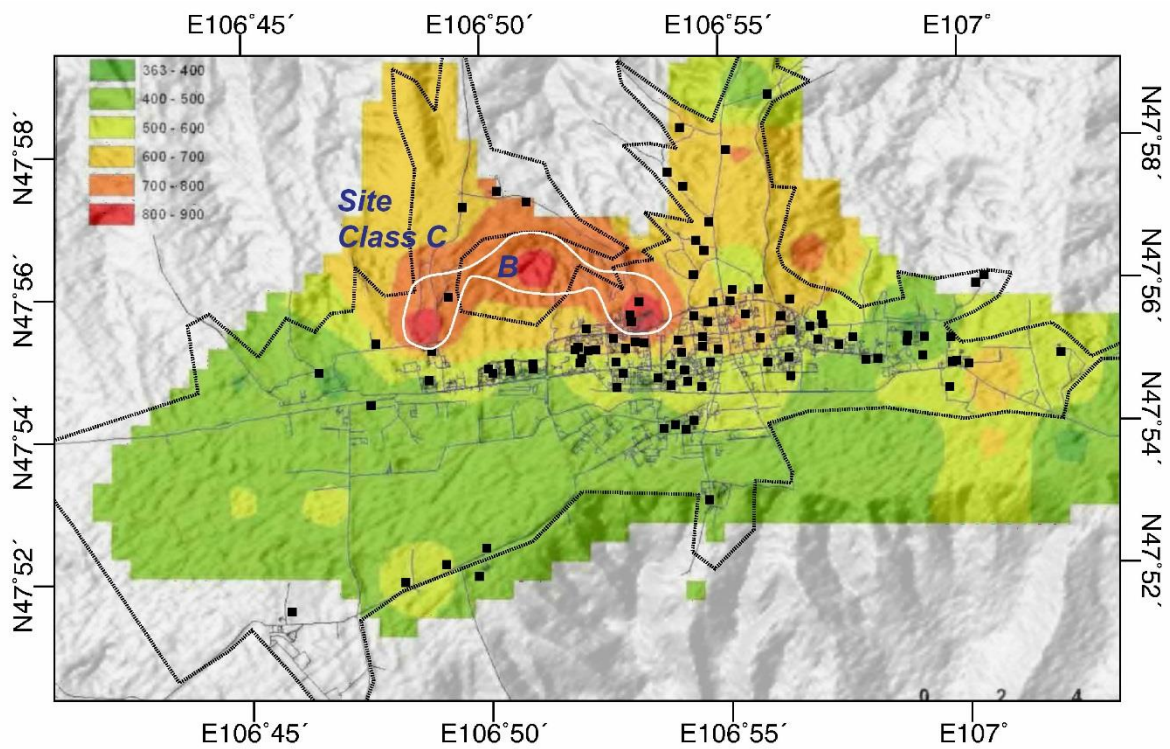 E106°45´ E106°50´ E106°55´ E107°
363 - 400
400 - 500
500 - 600
600 - 700
700 - 800
800 - 900
N47°58´
N47°56´
N47°54´
N47°52´
Site
Class C
B
N47°58´
N47°56´
N47°54´
N47°52´
0 2 4
E106°45´ E106°50´ E106°55´ E107°